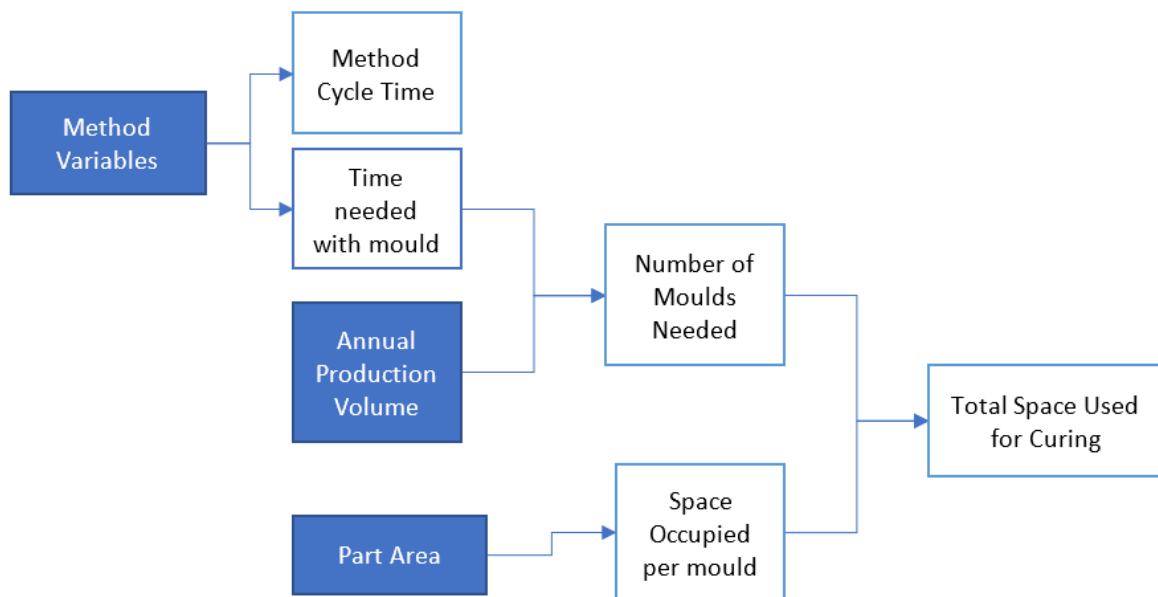 Method
Cycle Time
Method
Variables
Time
needed
with mould
Number of
Moulds
Needed
Annual
Production
Volume
Total Space Used
for Curing
Space
Occupied
per mould
Part Area